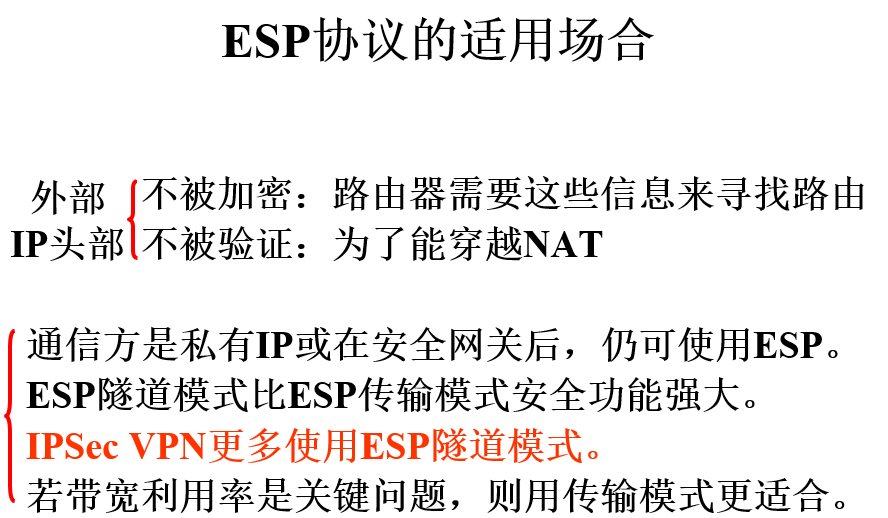 ESP协议的适用场合
外部
IP头部
不被加密：路由器需要这些信息来寻找路由
不被验证：为了能穿越NAT
通信方是私有IP或在安全网关后，仍可使用ESP。
ESP隧道模式比ESP传输模式安全功能强大。
IPSec VPN更多使用ESP隧道模式。
若带宽利用率是关键问题，则用传输模式更适合。